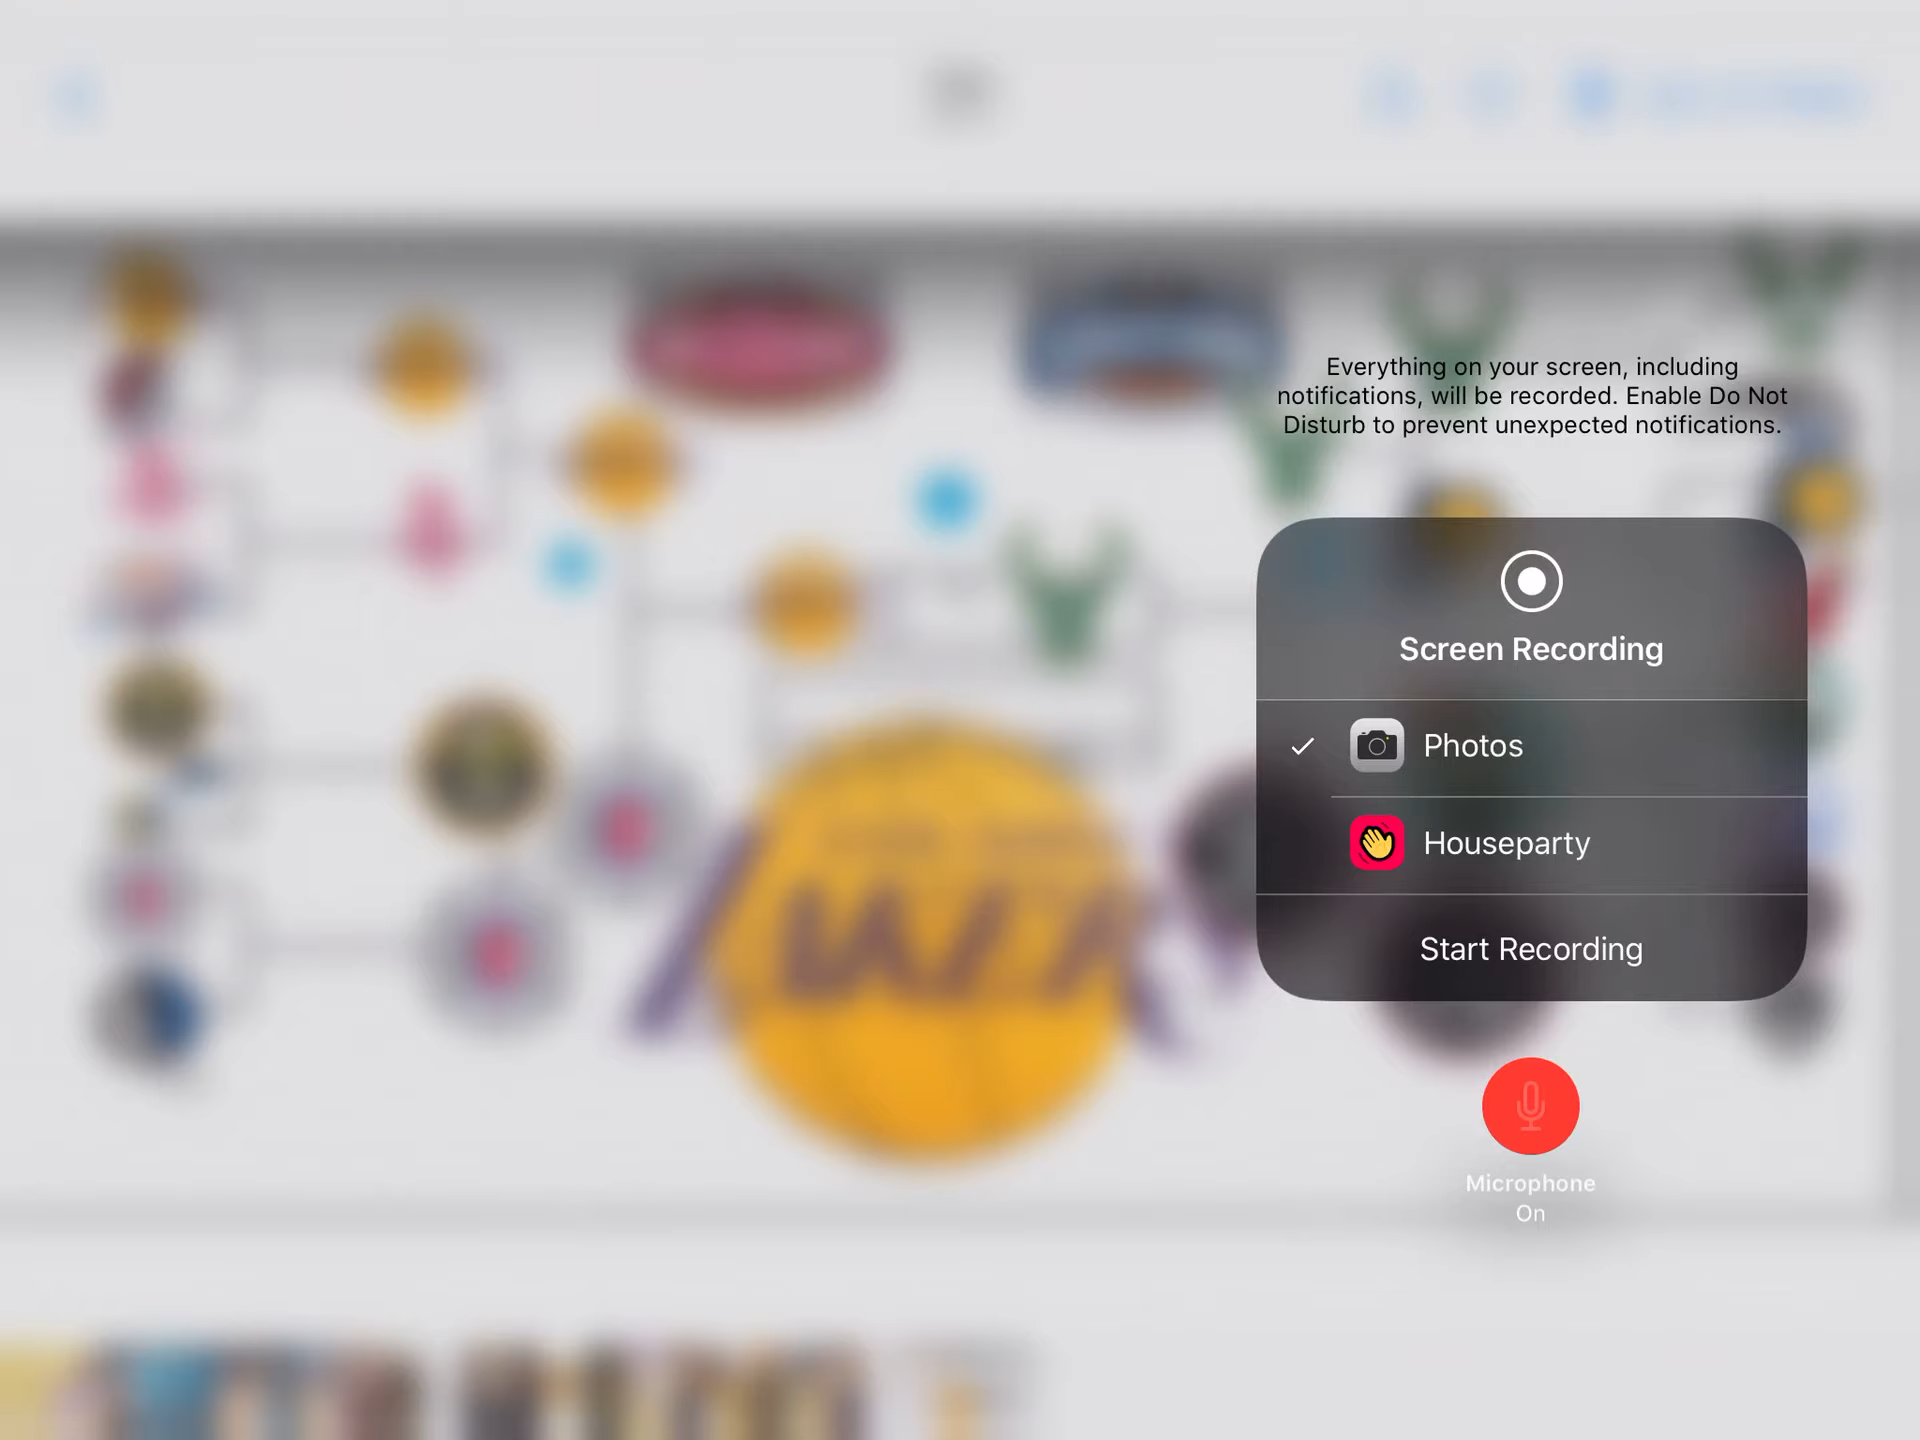 Everything on your screen, including
notifications, will be recorded. Enable Do Not
Disturb to prevent unexpected notifications.
Screen Recording
Photos
Houseparty
Start Recording
Microphone
On